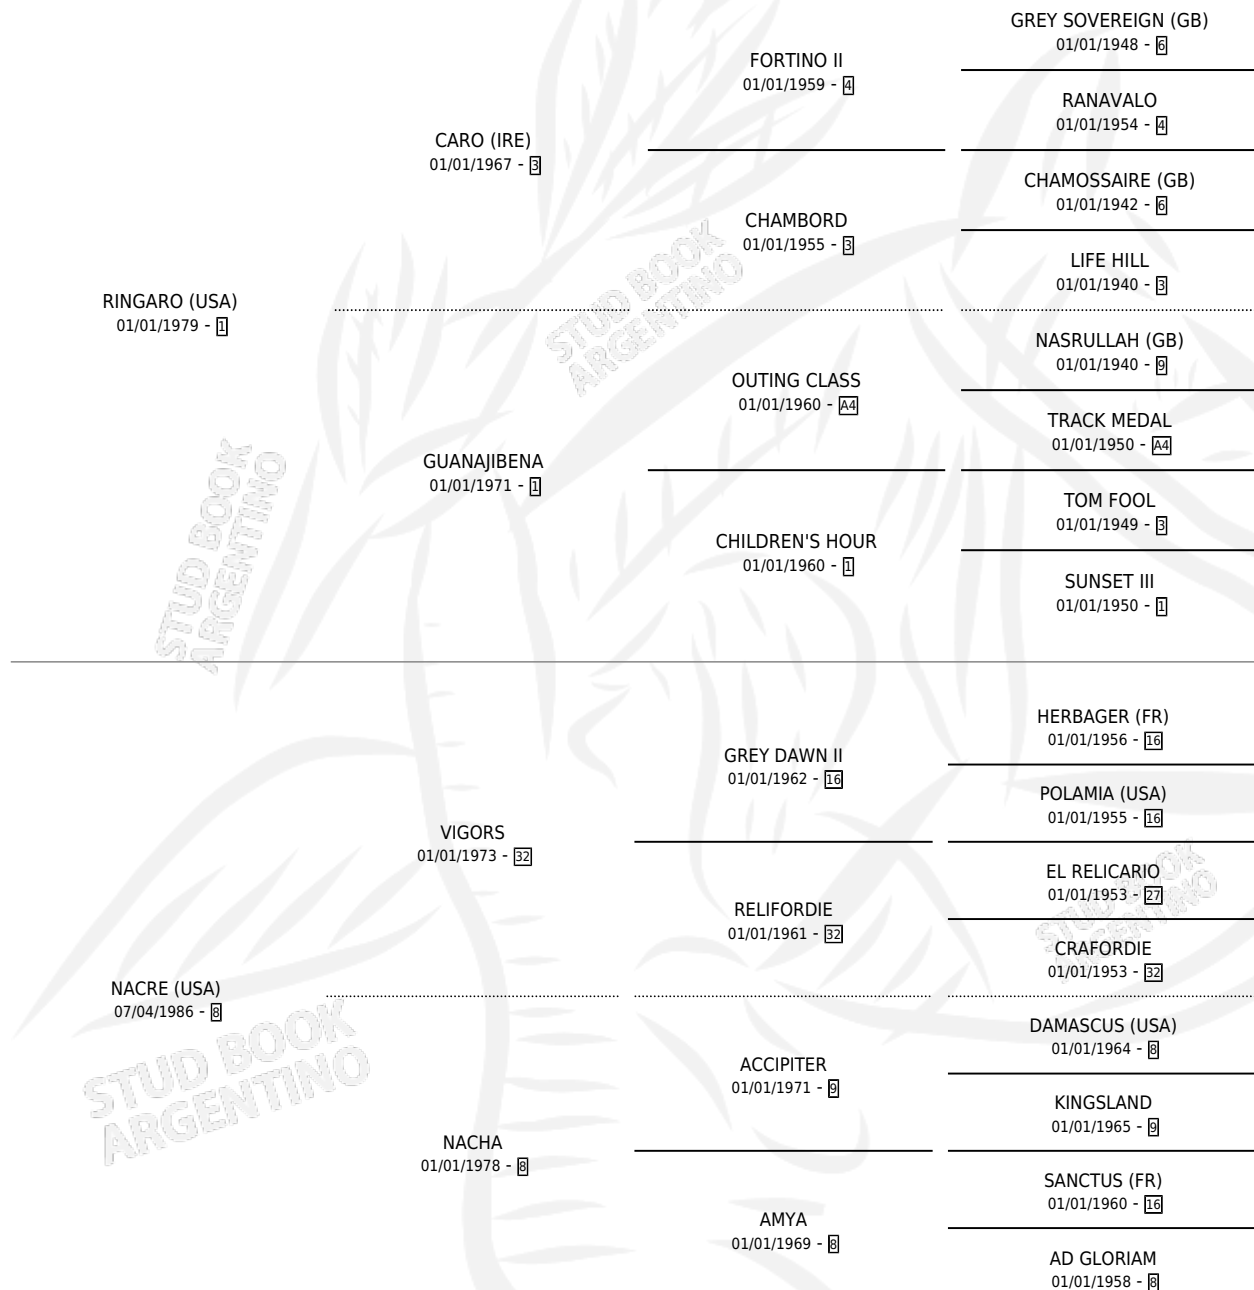 GREY SOVEREIGN (GB)
01/01/1948 - 6
FORTINO II
01/01/1959 - 4
RANAVALO
01/01/1954 - 4
CARO (IRE)
01/01/1967 - 3
CHAMOSSAIRE (GB)
01/01/1942 - 6
CHAMBORD
01/01/1955 - 3
LIFE HILL
01/01/1940 - 3
RINGARO (USA)
01/01/1979 - 1
NASRULLAH (GB)
01/01/1940 - 9
OUTING CLASS
01/01/1960 - A4
TRACK MEDAL
01/01/1950 - A4
GUANAJIBENA
01/01/1971 - 1
TOM FOOL
01/01/1949 - 3
CHILDREN'S HOUR
01/01/1960 - 1
SUNSET III
01/01/1950 - 1
HERBAGER (FR)
01/01/1956 - 16
GREY DAWN II
01/01/1962 - 16
POLAMIA (USA)
01/01/1955 - 16
VIGORS
01/01/1973 - 32
EL RELICARIO
01/01/1953 - 27
RELIFORDIE
01/01/1961 - 32
CRAFORDIE
01/01/1953 - 32
NACRE (USA)
07/04/1986 - 8
DAMASCUS (USA)
01/01/1964 - 8
ACCIPITER
01/01/1971 - 9
KINGSLAND
01/01/1965 - 9
NACHA
01/01/1978 - 8
SANCTUS (FR)
01/01/1960 - 16
AMYA
01/01/1969 - 8
AD GLORIAM
01/01/1958 - 8
STUD BOOK
ARGENTINO
STUD BOOK
ARGENTINO
STUD BOOK
ARGENTINO
STUD BOOK
ARGENTINO